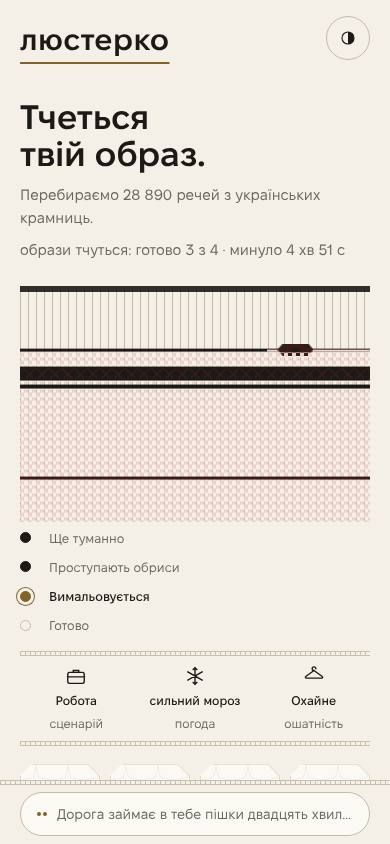 люстерко
Тчеться
твій образ.
Перебираємо 28 890 речей з українських
крамниць.
образи тчуться: готово 3 з 4 · минуло 4 хв 51 с
Ще туманно
Проступають обриси
Вимальовується
Готово
Робота
сильний мороз
Охайне
сценарій
погода
ошатність
Дорога займає в тебе пішки двадцять хвил...